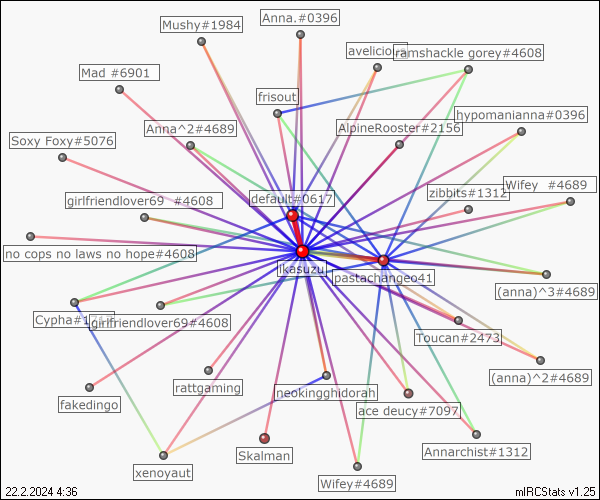 Anna.#0396
Mushy#1984
avelicious
ramshackle gorey#4608
Mad #6901
frisout
hypomanianna#0396
Anna^2#4689
AlpineRooster#2156
Soxy Foxy#5076
Wifey #4689
zibbits#1312
default#0617
girlfriendlover69 #4608
no cops no laws no hope#4608
Ikasuzu
pastachangeo41
(anna)^3#4689
Cypha#1
girlfriendlover69#4608
Toucan#2473
(anna)^2#4689
rattgaming
neokingghidorah
fakedingo
ace deucy#7097
Annarchist#1312
Skalman
xenoyaut
Wifey#4689
22.2.2024 4:36
mIRCStats v1.25